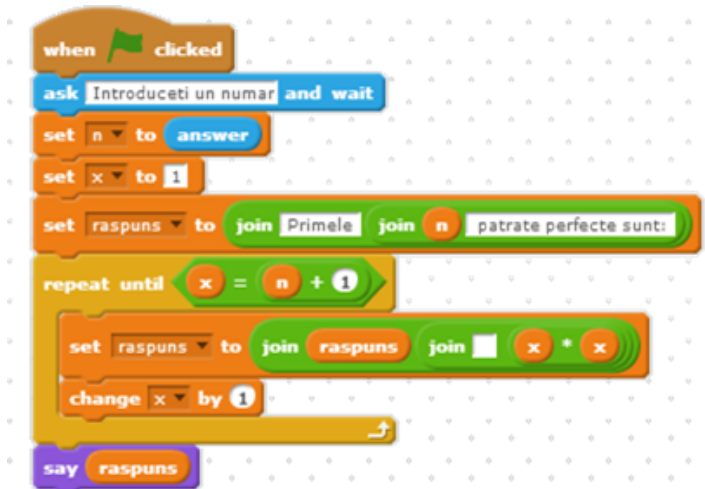 when clicked
ask Introduceti un numar and wait
set n to answer
set x to 1
set raspuns to join Primele join n patrate perfecte sunt:
repeat until x = n + 1
set raspuns to join raspuns join x * x
change x by 1
say raspuns